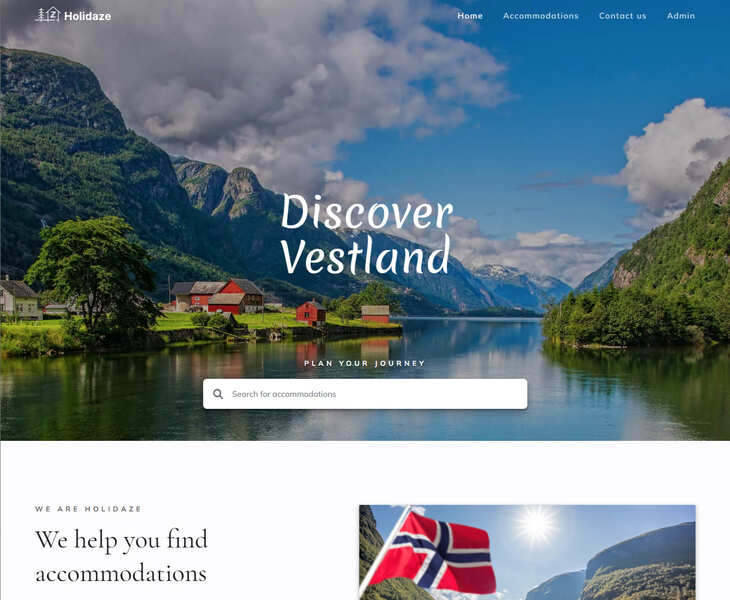 Holidaze
Home Accommodations Contact us Admin
Discover
Vestland
PLAN YOUR JOURNEY
Search for accommodations
WE ARE HOLIDAZE
We help you find
accommodations